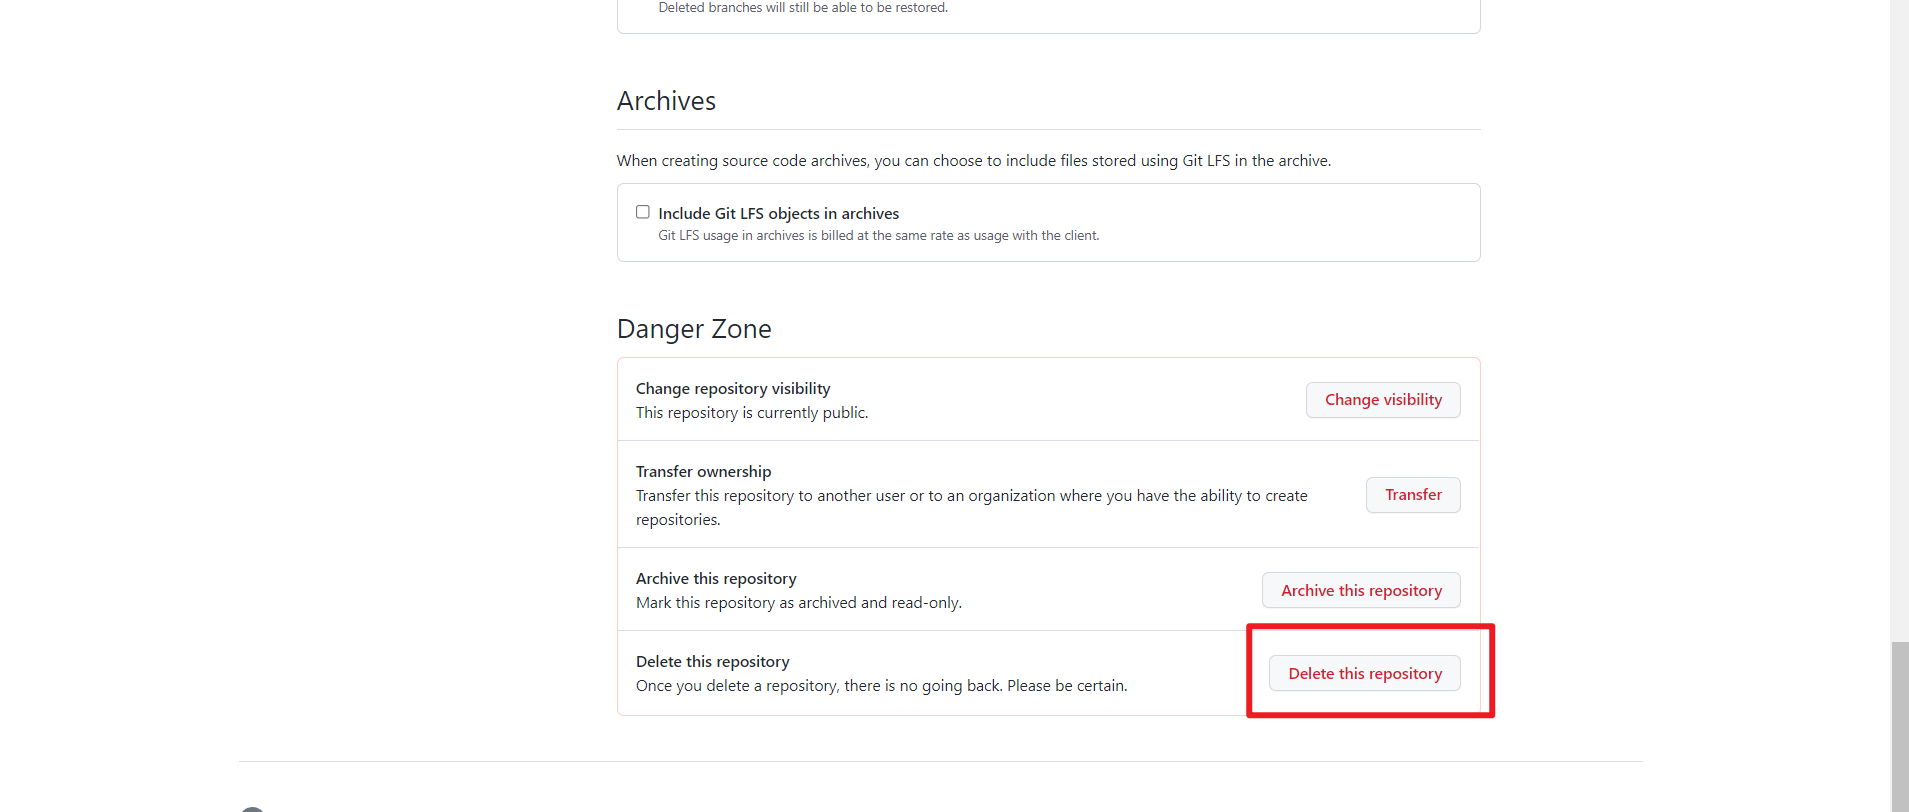 Deleted branches will still be able to be restored.
Archives
When creating source code archives, you can choose to include files stored using Git LFS in the archive.
Include Git LFS objects in archives
Git LFS usage in archives is billed at the same rate as usage with the client.
Danger Zone
Change repository visibility
This repository is currently public.
Change visibility
Transfer ownership
Transfer this repository to another user or to an organization where you have the ability to create
repositories.
Transfer
Archive this repository
Mark this repository as archived and read-only.
Archive this repository
Delete this repository
Once you delete a repository, there is no going back. Please be certain.
Delete this repository